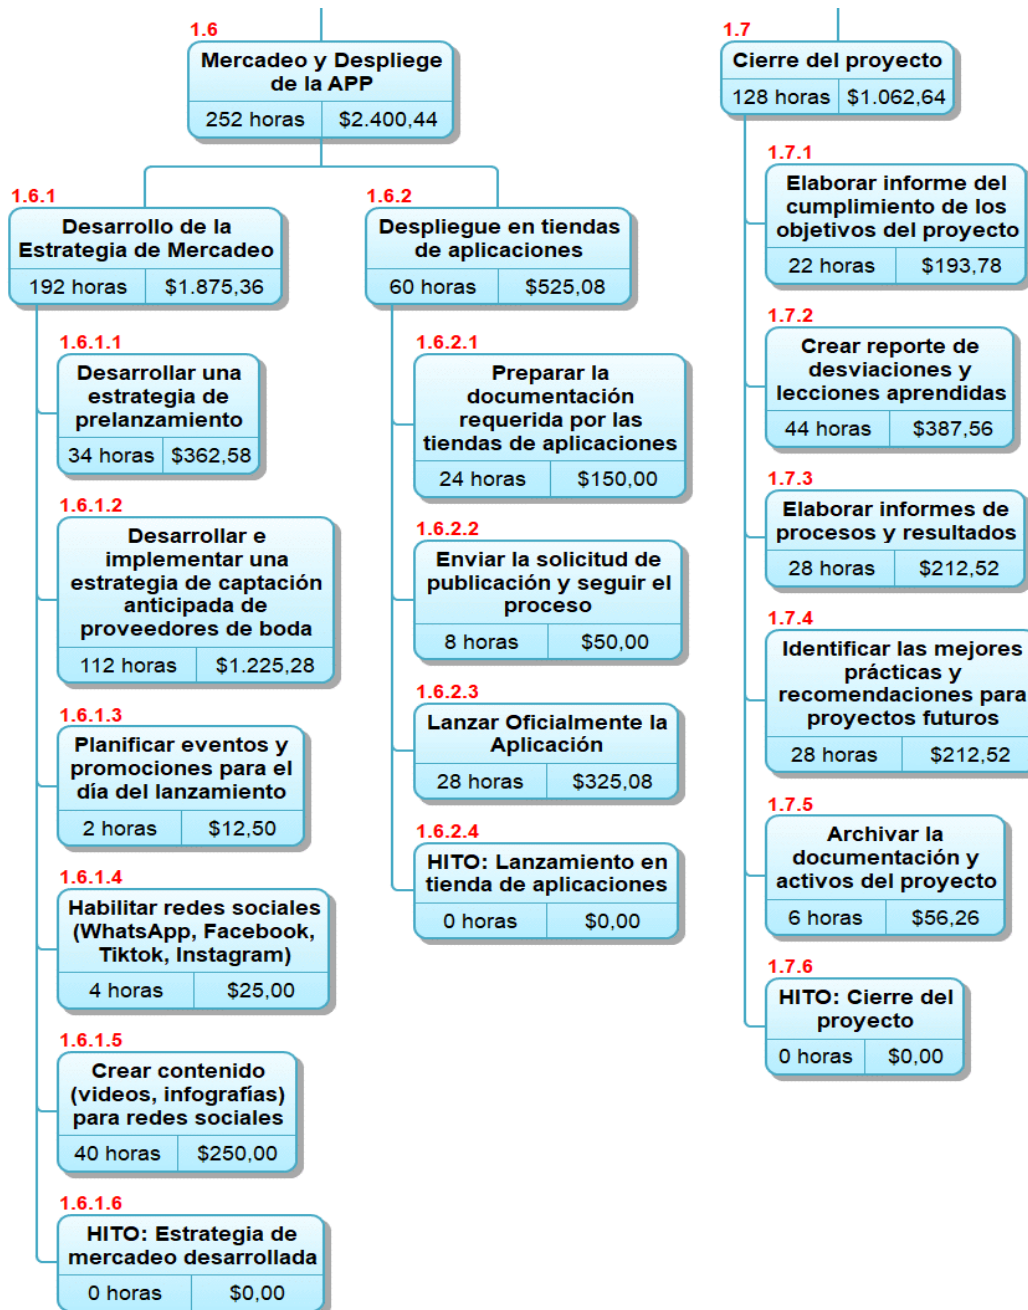 1.6
Mercadeo y Despliege
de la APP
252 horas $2.400,44
1.6.1
Desarrollo de la
Estrategia de Mercadeo
192 horas $1.875,36
1.6.1.1
Desarrollar una
estrategia de
prelanzamiento
34 horas $362,58
1.6.1.2
Desarrollar e
implementar una
estrategia de captación
anticipada de
proveedores de boda
112 horas $1.225,28
1.6.1.3
Planificar eventos y
promociones para el
día del lanzamiento
2 horas $12,50
1.6.1.4
Habilitar redes sociales
(WhatsApp, Facebook,
Tiktok, Instagram)
4 horas $25,00
1.6.1.5
Crear contenido
(videos, infografías)
para redes sociales
40 horas $250,00
1.6.1.6
HITO: Estrategia de
mercadeo desarrollada
0 horas $0,00
1.6.2
Despliegue en tiendas
de aplicaciones
60 horas $525,08
1.6.2.1
Preparar la
documentación
requerida por las
tiendas de aplicaciones
24 horas $150,00
1.6.2.2
Enviar la solicitud de
publicación y seguir el
proceso
8 horas $50,00
1.6.2.3
Lanzar Oficialmente la
Aplicación
28 horas $325,08
1.6.2.4
HITO: Lanzamiento en
tienda de aplicaciones
0 horas $0,00
1.7
Cierre del proyecto
128 horas $1.062,64
1.7.1
Elaborar informe del
cumplimiento de los
objetivos del proyecto
22 horas $193,78
1.7.2
Crear reporte de
desviaciones y
lecciones aprendidas
44 horas $387,56
1.7.3
Elaborar informes de
procesos y resultados
28 horas $212,52
1.7.4
Identificar las mejores
prácticas y
recomendaciones para
proyectos futuros
28 horas $212,52
1.7.5
Archivar la
documentación y
activos del proyecto
6 horas $56,26
1.7.6
HITO: Cierre del
proyecto
0 horas $0,00